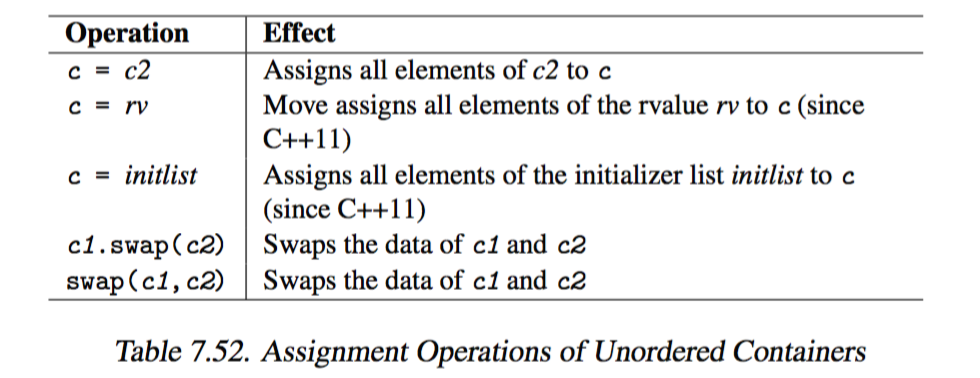 Operation Effect
c = c2 Assigns all elements of c2 to c
c = rv Move assigns all elements of the rvalue rv to c (since
C++11)
c = initlist Assigns all elements of the initializer list initlist to c
(since C++11)
c1.swap(c2) Swaps the data of c1 and c2
swap(c1,c2) Swaps the data of c1 and c2
Table 7.52. Assignment Operations of Unordered Containers